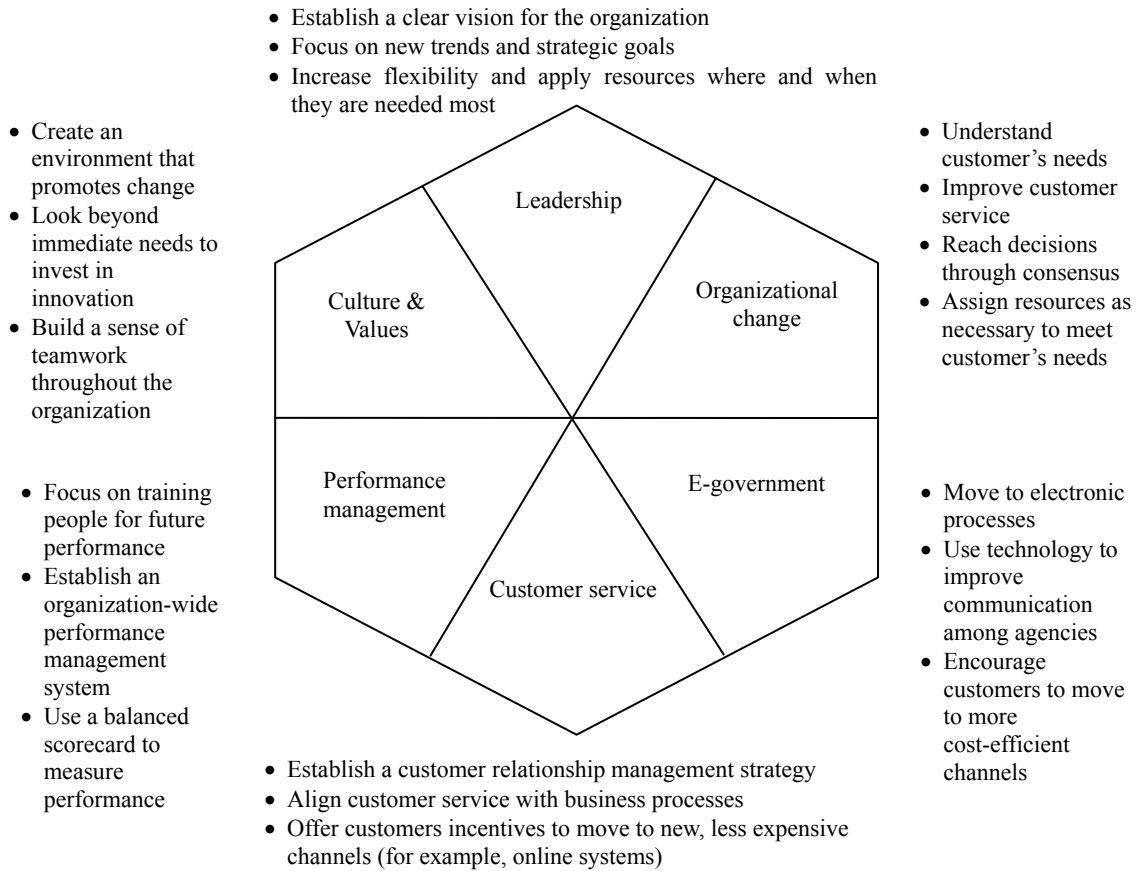 • Establish a clear vision for the organization
• Focus on new trends and strategic goals
• Increase flexibility and apply resources where and when
they are needed most
• Create an
environment that
promotes change
• Look beyond
immediate needs to
invest in
innovation
• Build a sense of
teamwork
throughout the
organization
Leadership
Culture &
Values
Organizational
change
• Understand
customer’s needs
• Improve customer
service
• Reach decisions
through consensus
• Assign resources as
necessary to meet
customer’s needs
• Focus on training
people for future
performance
• Establish an
organization-wide
performance
management
system
• Use a balanced
scorecard to
measure
performance
Performance
management
E-government
Customer service
• Move to electronic
processes
• Use technology to
improve
communication
among agencies
• Encourage
customers to move
to more
cost-efficient
channels
• Establish a customer relationship management strategy
• Align customer service with business processes
• Offer customers incentives to move to new, less expensive
channels (for example, online systems)